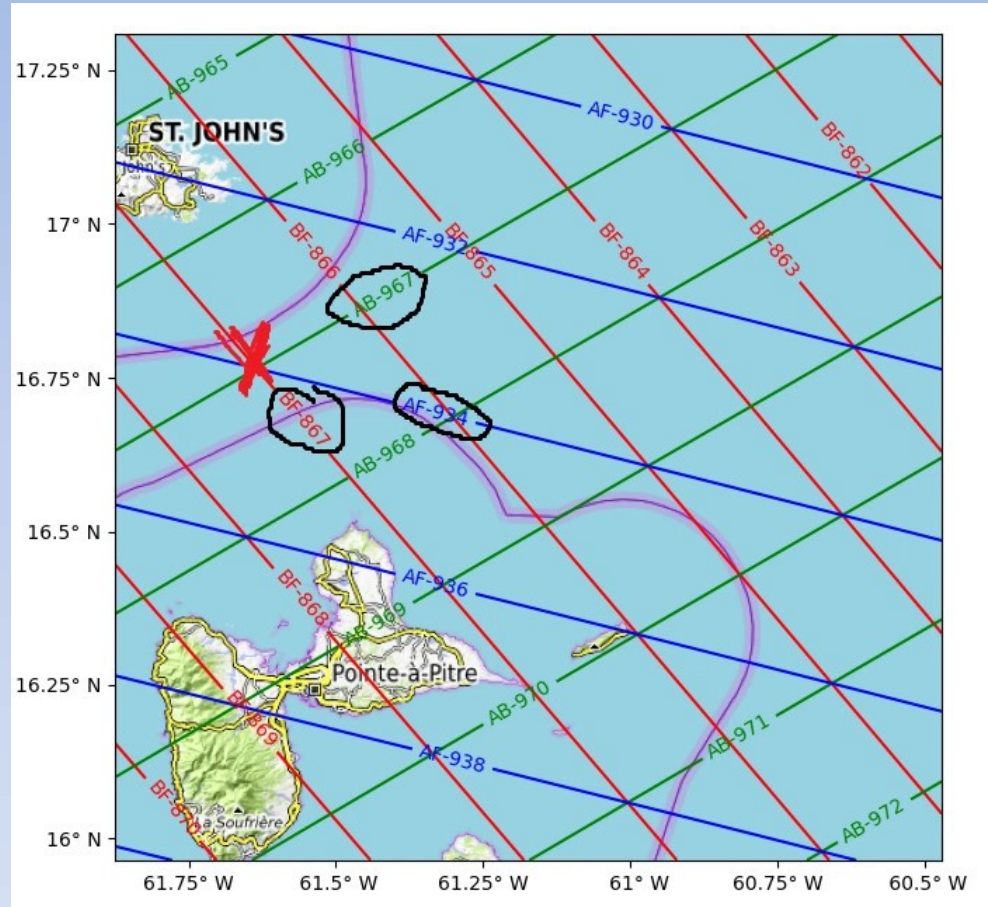 17.25° N
17° N
16.75° N
16.5° N
16.25° N
16° N
61.75° W
61.5° W
61.25° W
61° W
60.75° W
60.5° W
AB-965
AF-930
ST. JOHN'S
John's
BF-862
AB-966
BF-866
AF-932
BF-865
BF-864
BF-863
AB-967
BF-867
AF-934
AB-968
BF-868
AF-936
AB-969
Pointe-à-Pitre
AB-970
BF-869
AB-971
AF-938
BF-870
La Soufrière
AB-972